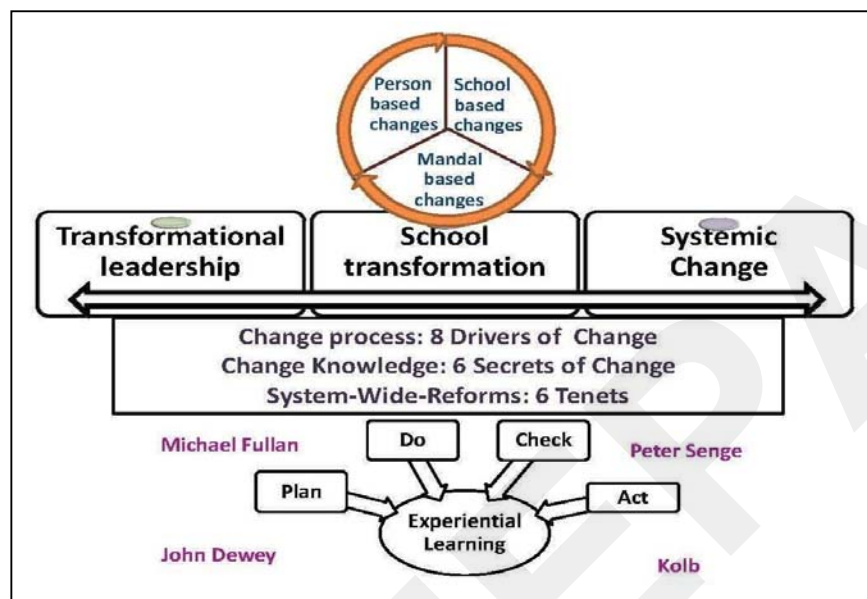 Person
based
changes
School
based
changes
Mandal
based
changes
Transformational
leadership
School
transformation
Systemic
Change
Change process: 8 Drivers of Change
Change Knowledge: 6 Secrets of Change
System-Wide-Reforms: 6 Tenets
Michael Fullan
Do
Check
Peter Senge
Plan
Act
Experiential
Learning
John Dewey
Kolb